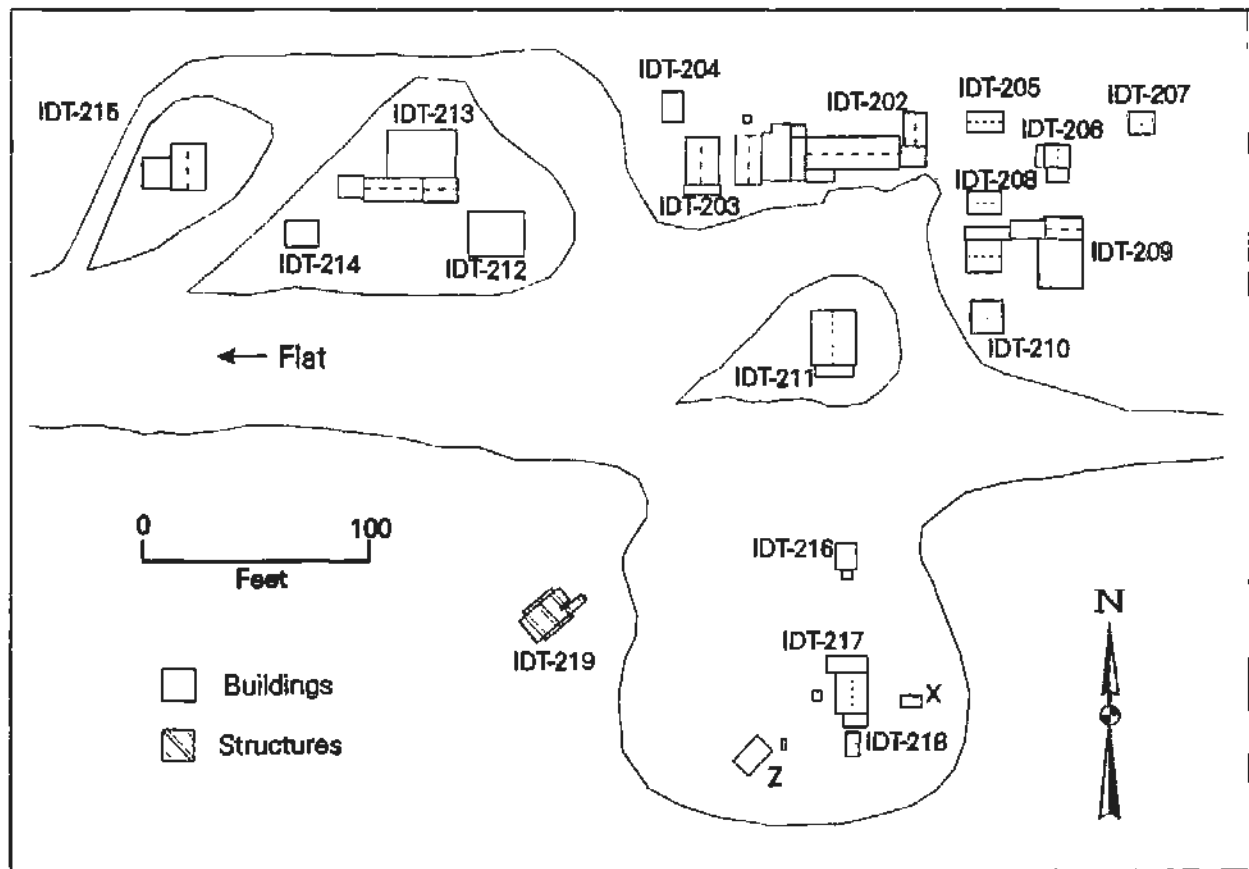 IDT-204
IDT-202
IDT-205
IDT-207
IDT-215
IDT-213
IDT-206
IDT-208
IDT-203
IDT-214
IDT-212
IDT-209
IDT-210
← Flat
IDT-211
0 100
Feet
IDT-216
N
IDT-219
IDT-217
Buildings
X
Structures
IDT-218
Z